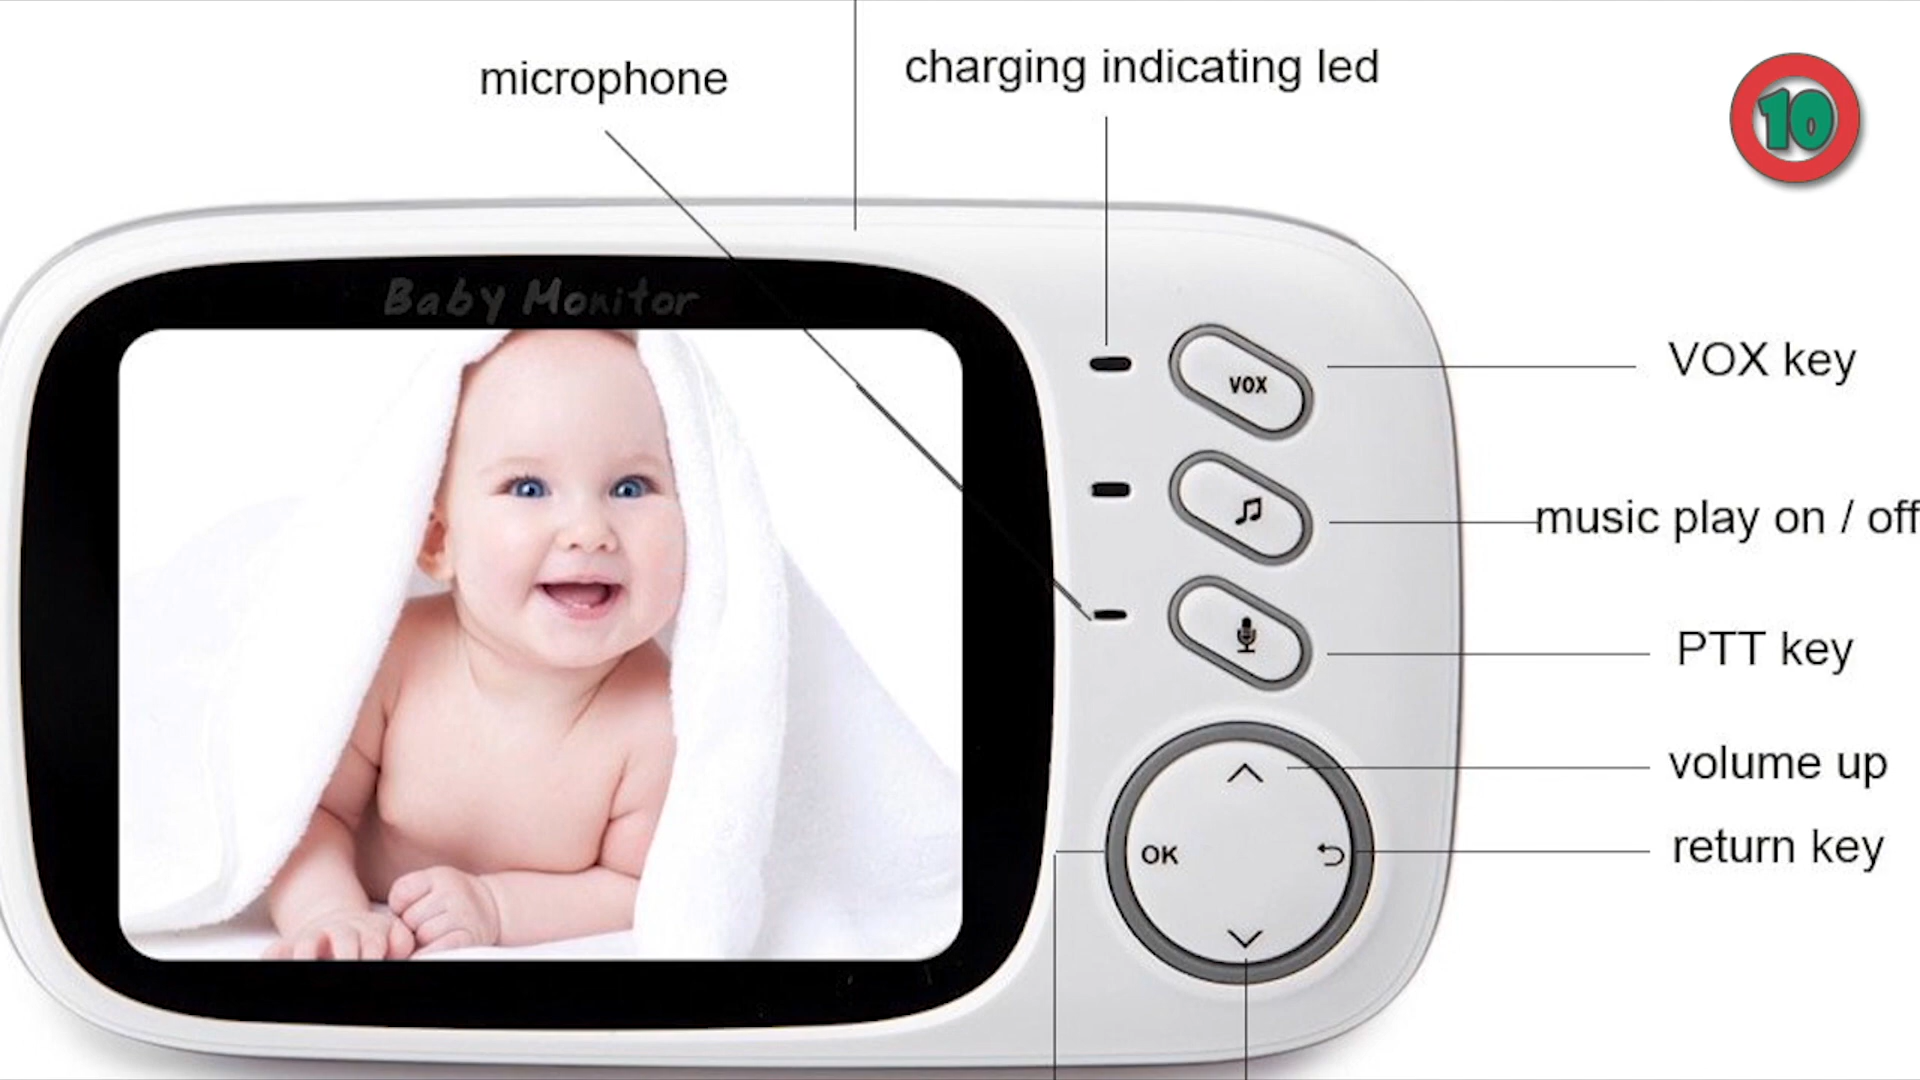 microphone
charging indicating led
10
Baby Monitor
VOX key
VOX
music play on / off
PTT key
volume up
OK
return key